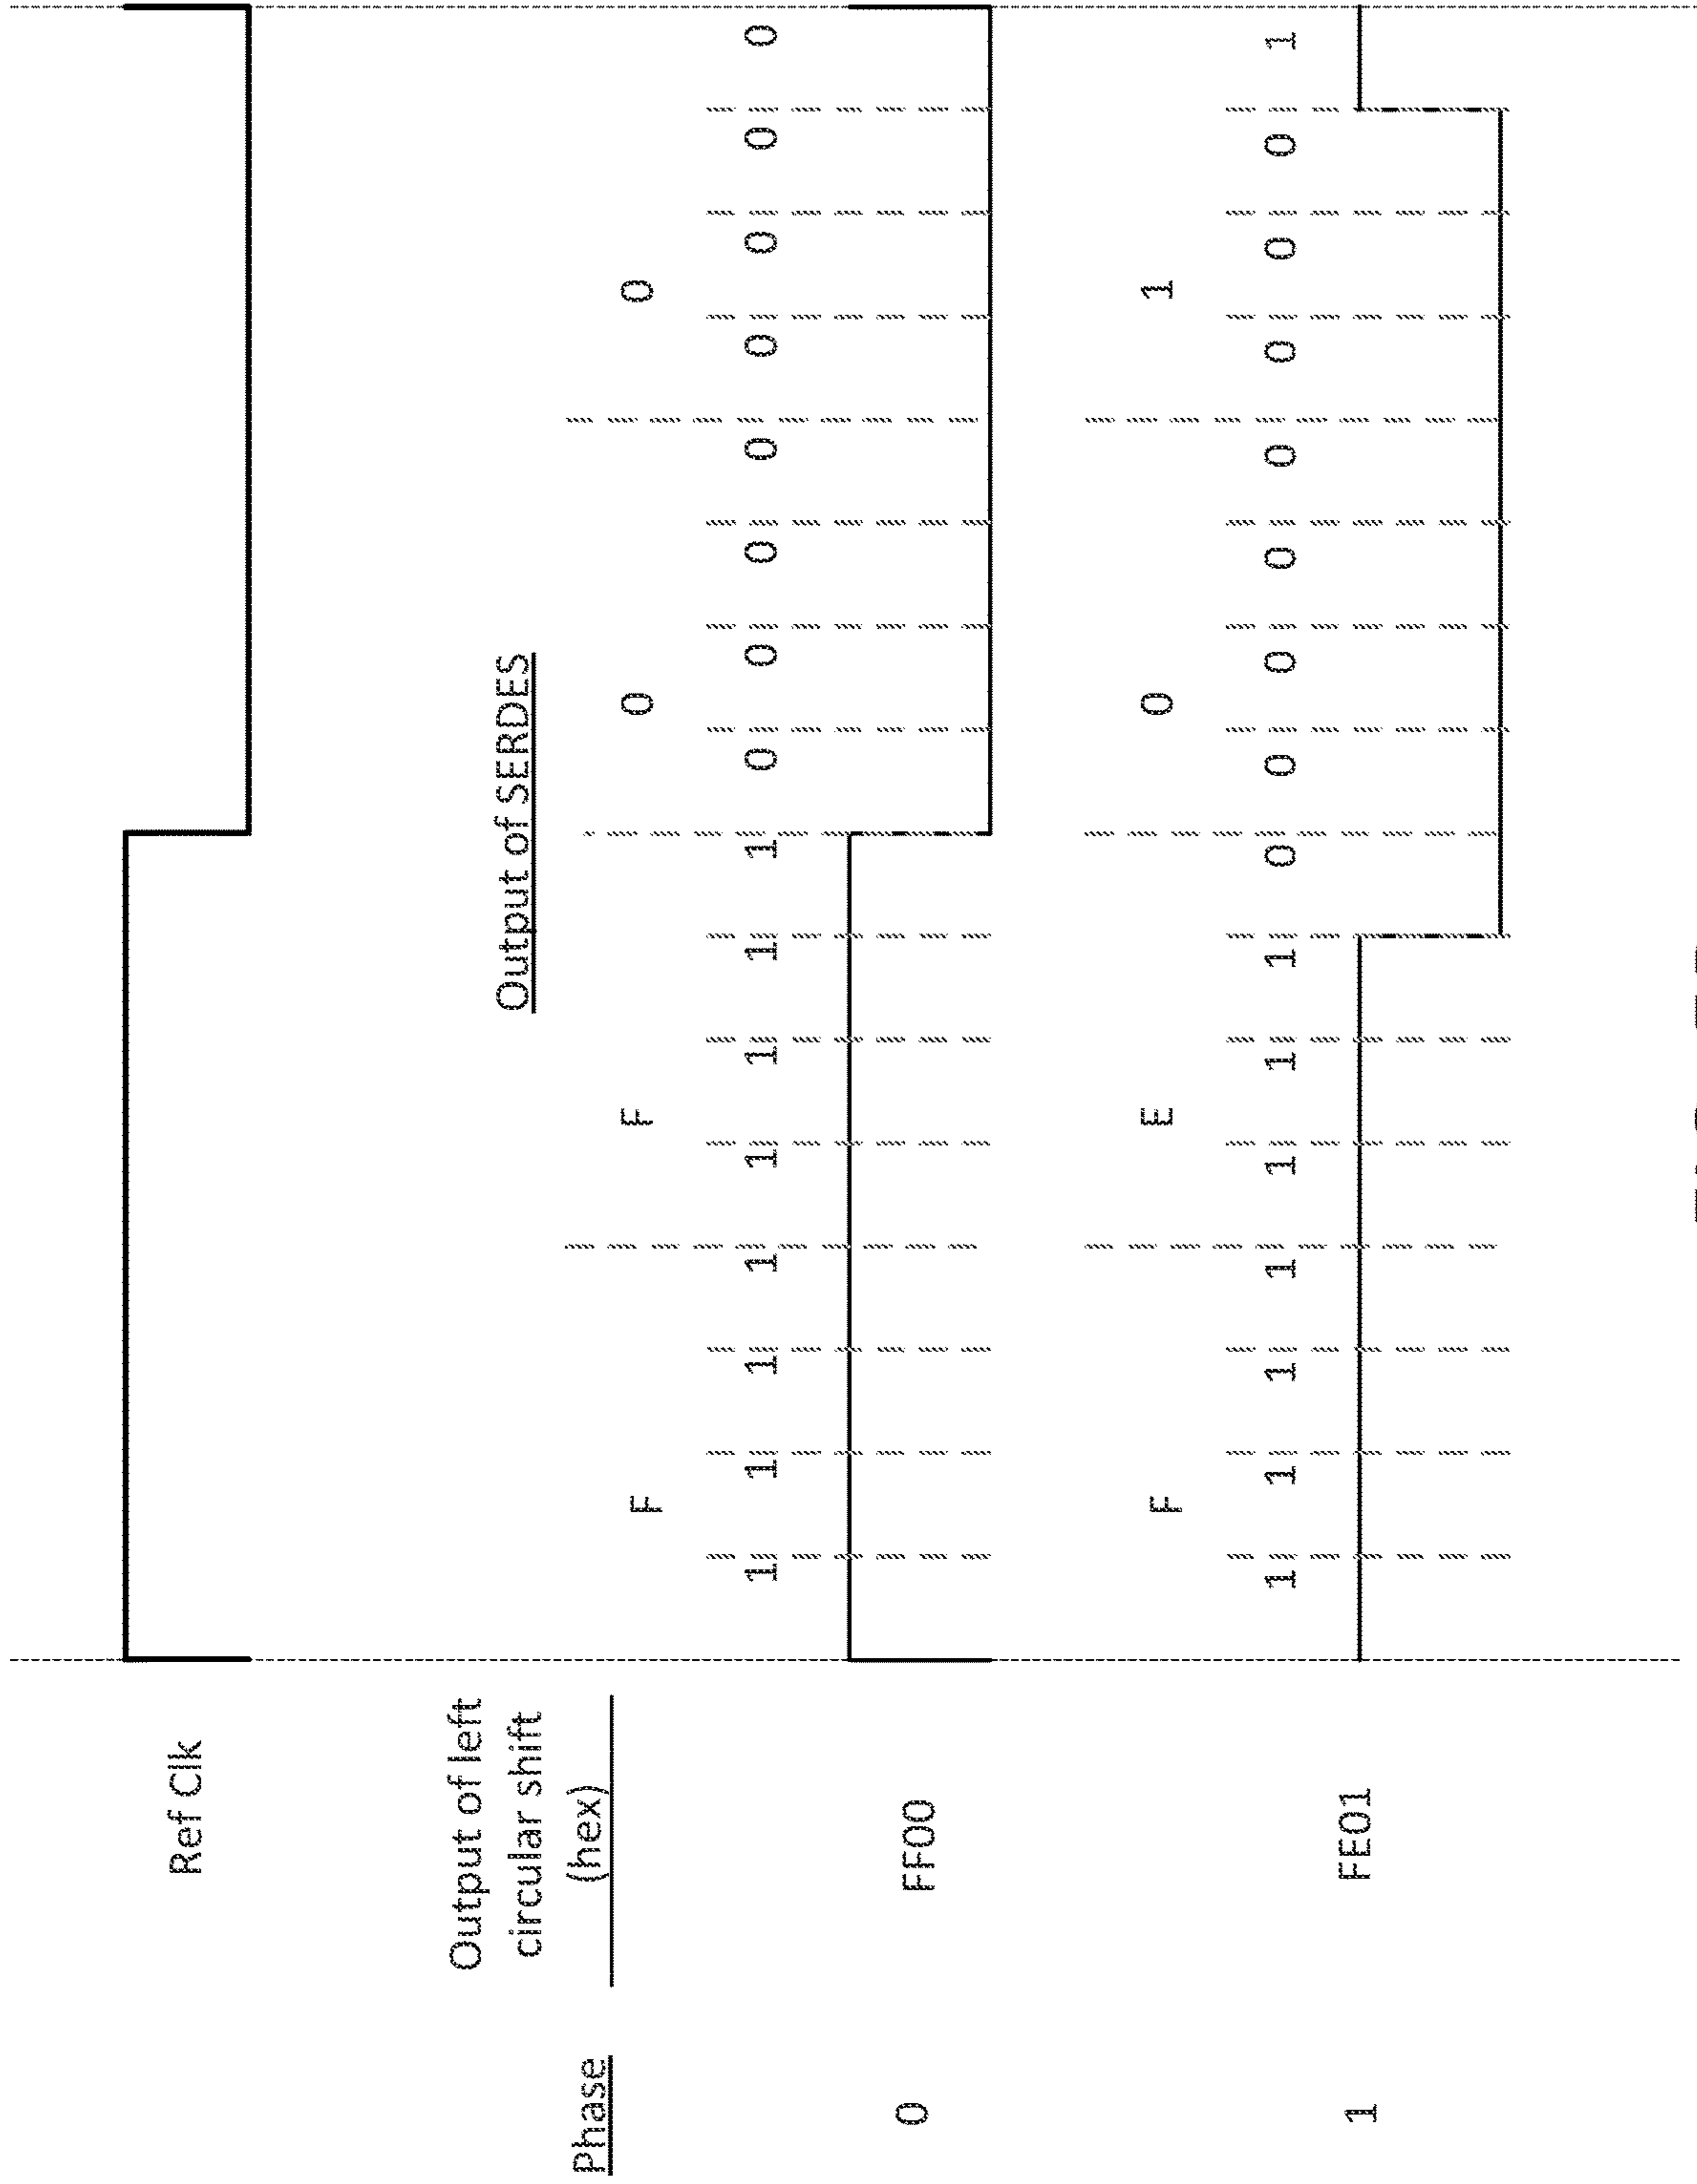 Ref Clk
Phase
Output of left
circular shift
(hex)
Output of SERDES
F F 0 0
1 1 1 1 1 1 1 1 0 0 0 0 0 0 0 0
0 FF00
F E 0 1
1 1 1 1 1 1 1 0 0 0 0 0 0 0 0 1
1 FE01